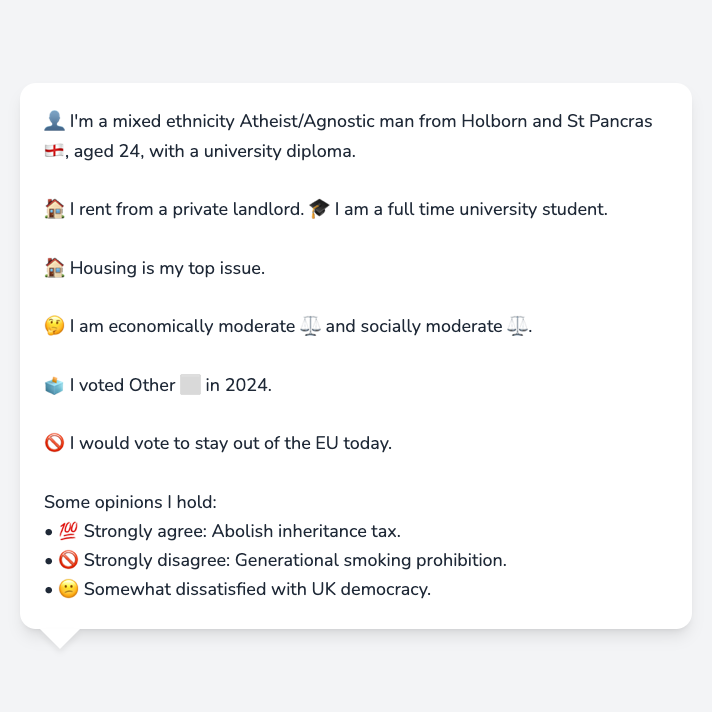 👤 I'm a mixed ethnicity Atheist/Agnostic man from Holborn and St Pancras
🏴󠁧󠁢󠁥󠁮󠁧󠁿, aged 24, with a university diploma.
🏠 I rent from a private landlord. 🎓 I am a full time university student.
🏠 Housing is my top issue.
🤔 I am economically moderate ⚖️ and socially moderate ⚖️.
🗳️ I voted Other ⬜ in 2024.
🚫 I would vote to stay out of the EU today.
Some opinions I hold:
• 💯 Strongly agree: Abolish inheritance tax.
• 🚫 Strongly disagree: Generational smoking prohibition.
• 😕 Somewhat dissatisfied with UK democracy.